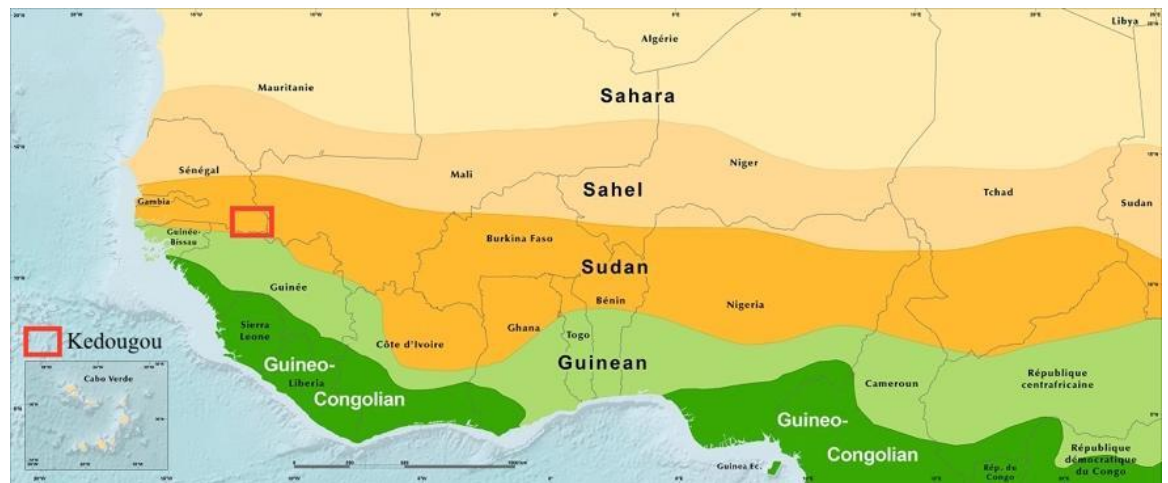 Libya
Algérie
Mauritanie
Sahara
Sénégal
Mali
Niger
Sahel
Tchad
Sudan
Gambia
Guinée-
Bissau
Burkina Faso
Sudan
Guinée
Bénin
Nigeria
Sierra
Leone
Ghana
Togo
Côte d'Ivoire
Kedougou
Guinean
Guineo-
Congolian
Liberia
Cameroun
République
centrafricaine
Cabo Verde
Guineo-
Congolian
Guinea Ec.
Rép. de
Congo
République
démocratique
du Congo